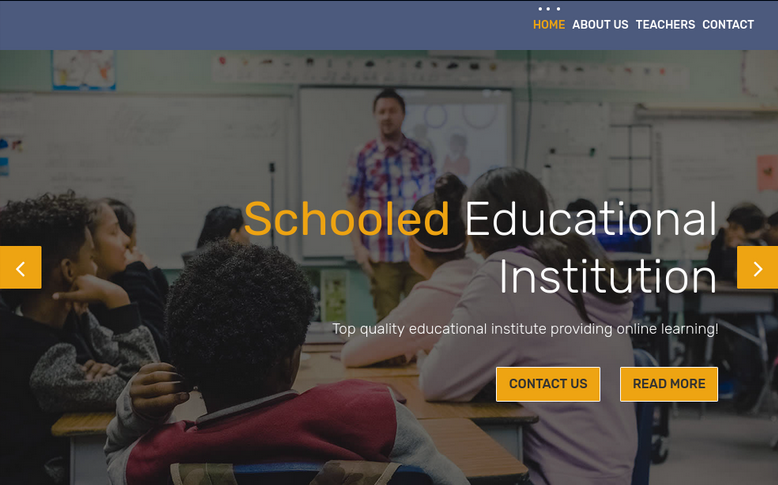 HOME ABOUT US TEACHERS CONTACT
Schooled Educational
Institution
Top quality educational institute providing online learning!
CONTACT US READ MORE